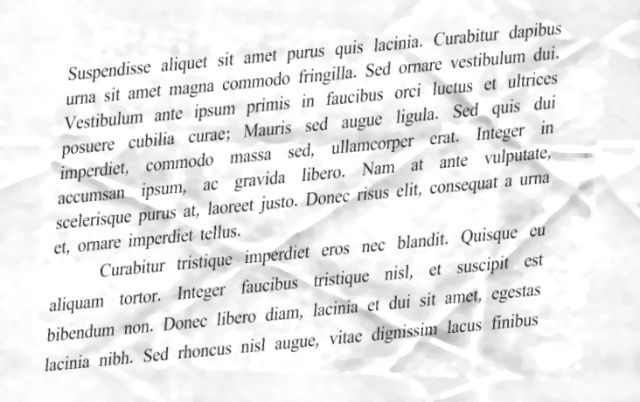 Suspendisse aliquet sit amet purus quis lacinia. Curabitur dapibus
urna sit amet magna commodo fringilla. Sed ornare vestibulum dui.
Vestibulum ante ipsum primis in faucibus orci luctus et ultrices
posuere cubilia curae; Mauris sed augue ligula. Sed quis dui
imperdiet, commodo massa sed, ullamcorper erat. Integer in
accumsan ipsum, ac gravida libero. Nam at ante vulputate,
scelerisque purus at, laoreet justo. Donec risus elit, consequat a urna
et, ornare imperdiet tellus.
Curabitur tristique imperdiet eros nec blandit. Quisque eu
aliquam tortor. Integer faucibus tristique nisl, et suscipit est
bibendum non. Donec libero diam, lacinia et dui sit amet, egestas
lacinia nibh. Sed rhoncus nisl augue, vitae dignissim lacus finibus